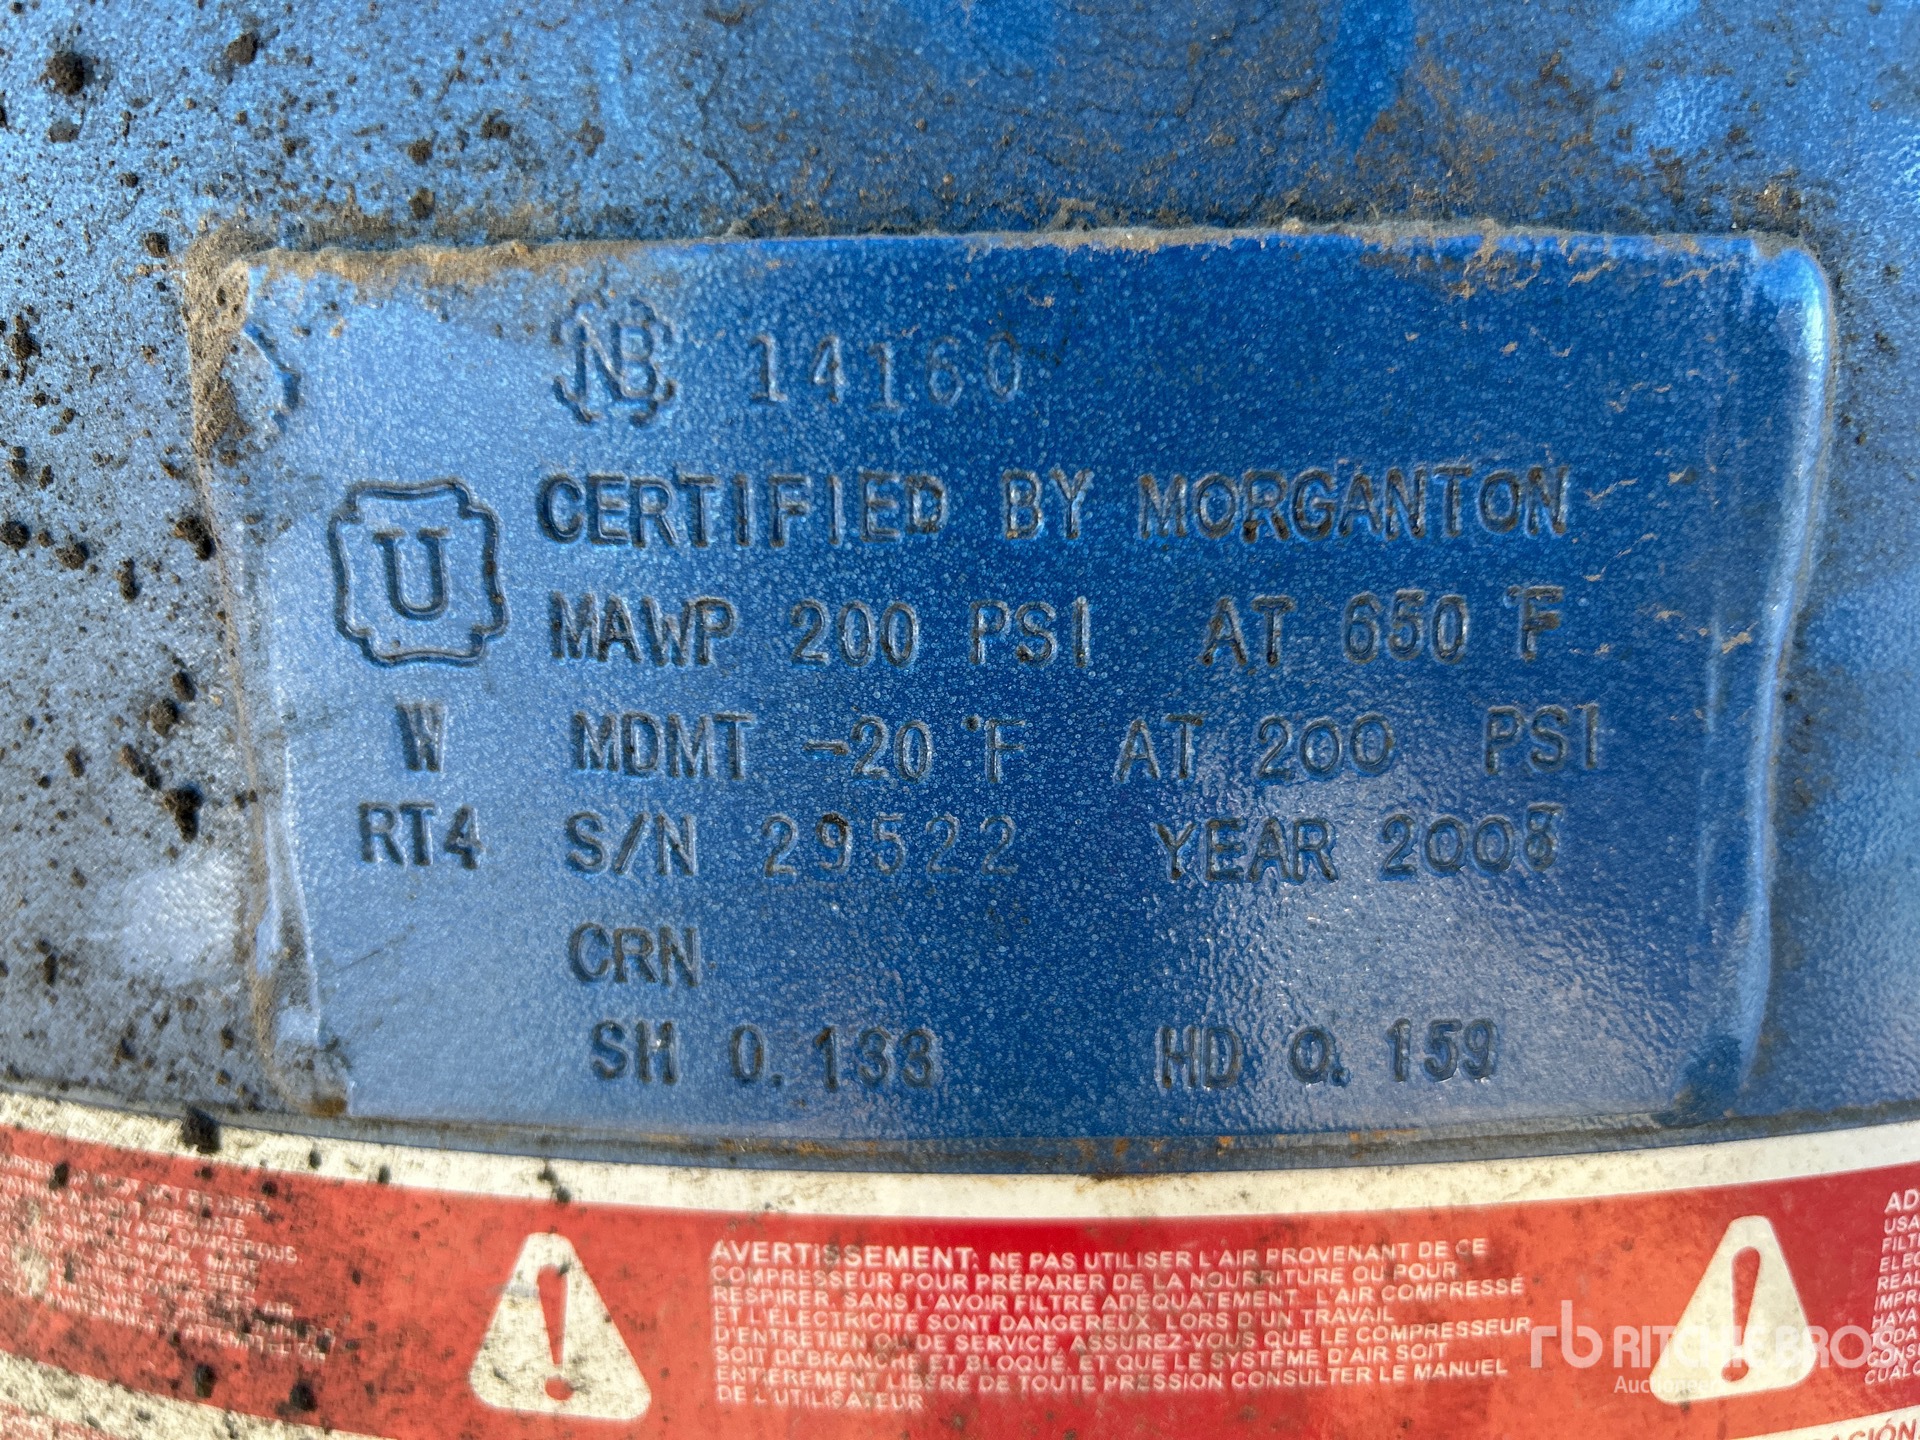 NB 14160
U CERTIFIED BY MORGANTON
MAWP 200 PSI AT 650 °F
W MDMT -20 °F AT 200 PSI
RT4 S/N 29522 YEAR 2008
CRN
SH 0.133 HD 0.159
AVERTISSEMENT: NE PAS UTILISER L'AIR PROVENANT DE CE
COMPRESSEUR POUR PRÉPARER DE LA NOURRITURE OU POUR
RESPIRER, SANS L'AVOIR FILTRE ADÉQUATEMENT. L'AIR COMPRESSÉ
ET L'ÉLECTRICITÉ SONT DANGEREUX. LORS D'UN TRAVAIL
D'ENTRETIEN OU DE SERVICE, ASSUREZ-VOUS QUE LE COMPRESSEUR
SOIT DÉBRANCHÉ ET BLOQUÉ, ET QUE LE SYSTÈME D'AIR SOIT
ENTIÈREMENT LIBÉRÉ DE TOUTE PRESSION CONSULTER LE MANUEL
DE L'UTILISATEUR
rb RITCHIE BRO
Auctioneer